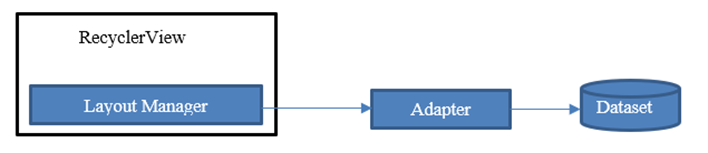 RecyclerView
Layout Manager
Adapter
Dataset